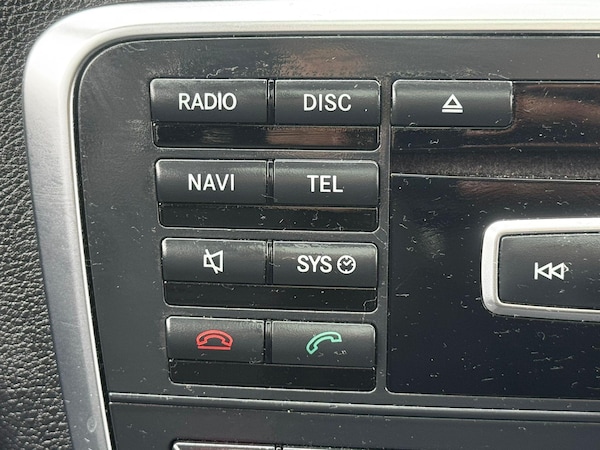 RADIO DISC
NAVI TEL
SYS